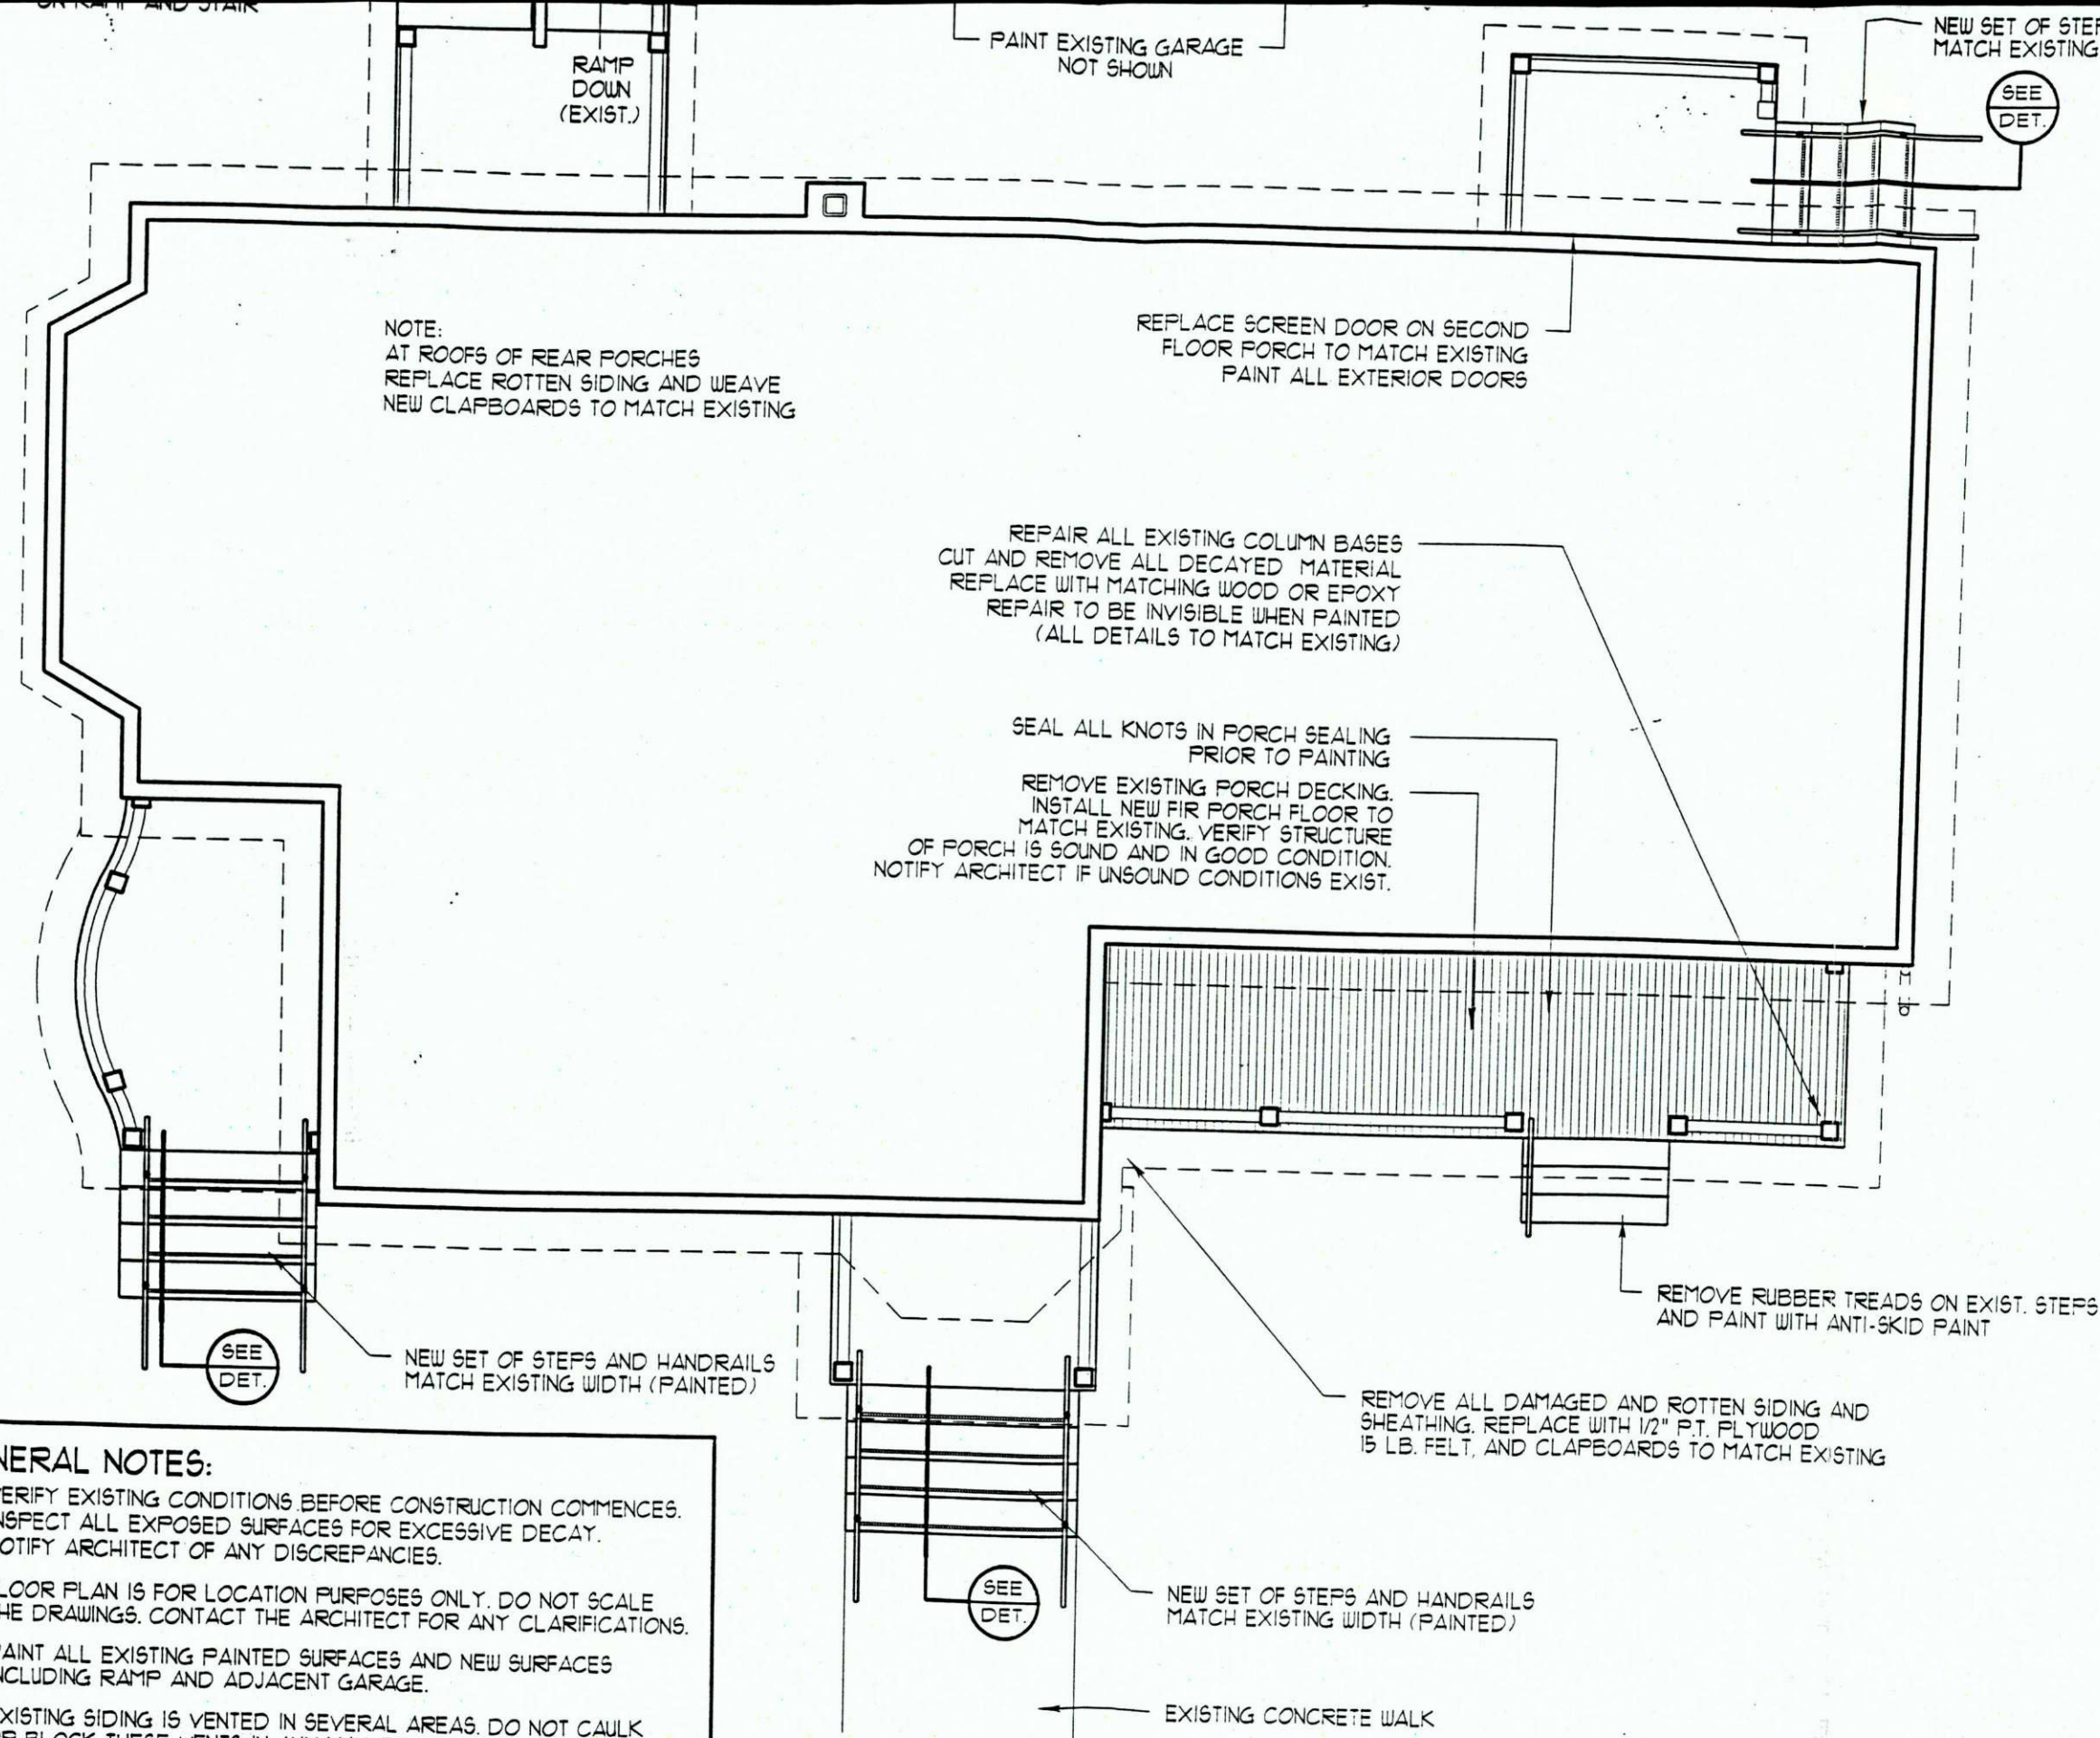 ON RAMP AND STAIR
RAMP
DOWN
(EXIST.)
PAINT EXISTING GARAGE
NOT SHOWN
NEW SET OF STEP
MATCH EXISTING
SEE
DET.
NOTE:
AT ROOFS OF REAR PORCHES
REPLACE ROTTEN SIDING AND WEAVE
NEW CLAPBOARDS TO MATCH EXISTING
REPLACE SCREEN DOOR ON SECOND
FLOOR PORCH TO MATCH EXISTING
PAINT ALL EXTERIOR DOORS
REPAIR ALL EXISTING COLUMN BASES
CUT AND REMOVE ALL DECAYED MATERIAL
REPLACE WITH MATCHING WOOD OR EPOXY
REPAIR TO BE INVISIBLE WHEN PAINTED
(ALL DETAILS TO MATCH EXISTING)
SEAL ALL KNOTS IN PORCH SEALING
PRIOR TO PAINTING
REMOVE EXISTING PORCH DECKING.
INSTALL NEW FIR PORCH FLOOR TO
MATCH EXISTING. VERIFY STRUCTURE
OF PORCH IS SOUND AND IN GOOD CONDITION.
NOTIFY ARCHITECT IF UNSOUND CONDITIONS EXIST.
REMOVE RUBBER TREADS ON EXIST. STEPS
AND PAINT WITH ANTI-SKID PAINT
SEE
DET.
NEW SET OF STEPS AND HANDRAILS
MATCH EXISTING WIDTH (PAINTED)
REMOVE ALL DAMAGED AND ROTTEN SIDING AND
SHEATHING. REPLACE WITH 1/2" P.T. PLYWOOD
15 LB. FELT, AND CLAPBOARDS TO MATCH EXISTING
NERAL NOTES:
ERIFY EXISTING CONDITIONS BEFORE CONSTRUCTION COMMENCES.
NSPECT ALL EXPOSED SURFACES FOR EXCESSIVE DECAY.
OTIFY ARCHITECT OF ANY DISCREPANCIES.
LOOR PLAN IS FOR LOCATION PURPOSES ONLY. DO NOT SCALE
HE DRAWINGS. CONTACT THE ARCHITECT FOR ANY CLARIFICATIONS.
AINT ALL EXISTING PAINTED SURFACES AND NEW SURFACES
NCLUDING RAMP AND ADJACENT GARAGE.
XISTING SIDING IS VENTED IN SEVERAL AREAS. DO NOT CAULK
SEE
DET.
NEW SET OF STEPS AND HANDRAILS
MATCH EXISTING WIDTH (PAINTED)
EXISTING CONCRETE WALK